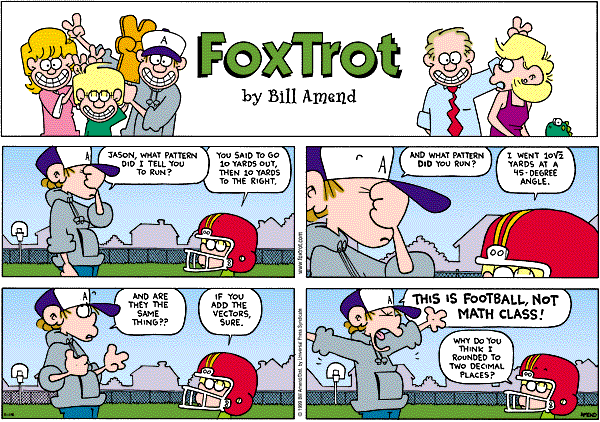 FOXTROT
by Bill Amend
A
A
JASON, WHAT PATTERN
DID I TELL YOU
TO RUN?
YOU SAID TO GO
10 YARDS OUT,
THEN 10 YARDS
TO THE RIGHT.
www.foxtrot.com
A
AND WHAT PATTERN
DID YOU RUN?
I WENT 10√2
YARDS AT A
45-DEGREE
ANGLE.
A
AND ARE
THEY THE
SAME
THING??
IF YOU
ADD THE
VECTORS,
SURE.
© 1999 Bill Amend/Dist. by Universal Press Syndicate
A
THIS IS FOOTBALL, NOT
MATH CLASS!
WHY DO YOU
THINK I
ROUNDED TO
TWO DECIMAL
PLACES?
AMEND